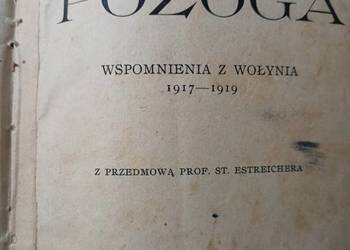 POŻOGA
WSPOMNIENIA Z WOŁYNIA
1917—1919
Z PRZEDMOWĄ PROF. ST. ESTREICHERA